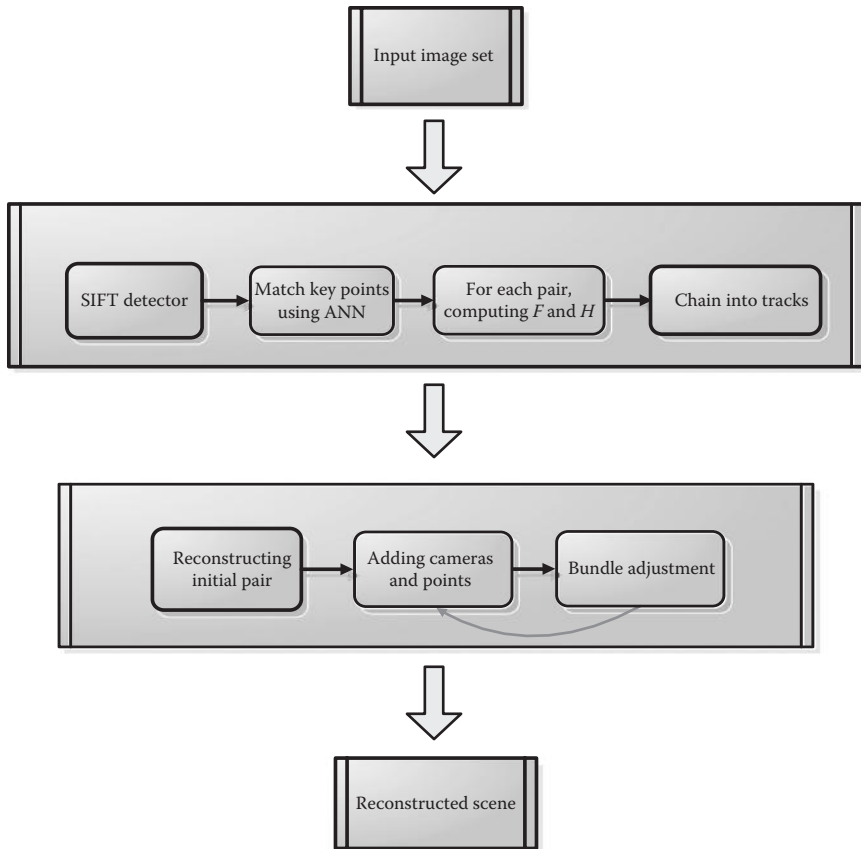 Input image set
SIFT detector
Match key points
using ANN
For each pair,
computing F and H
Chain into tracks
Reconstructing
initial pair
Adding cameras
and points
Bundle adjustment
Reconstructed scene